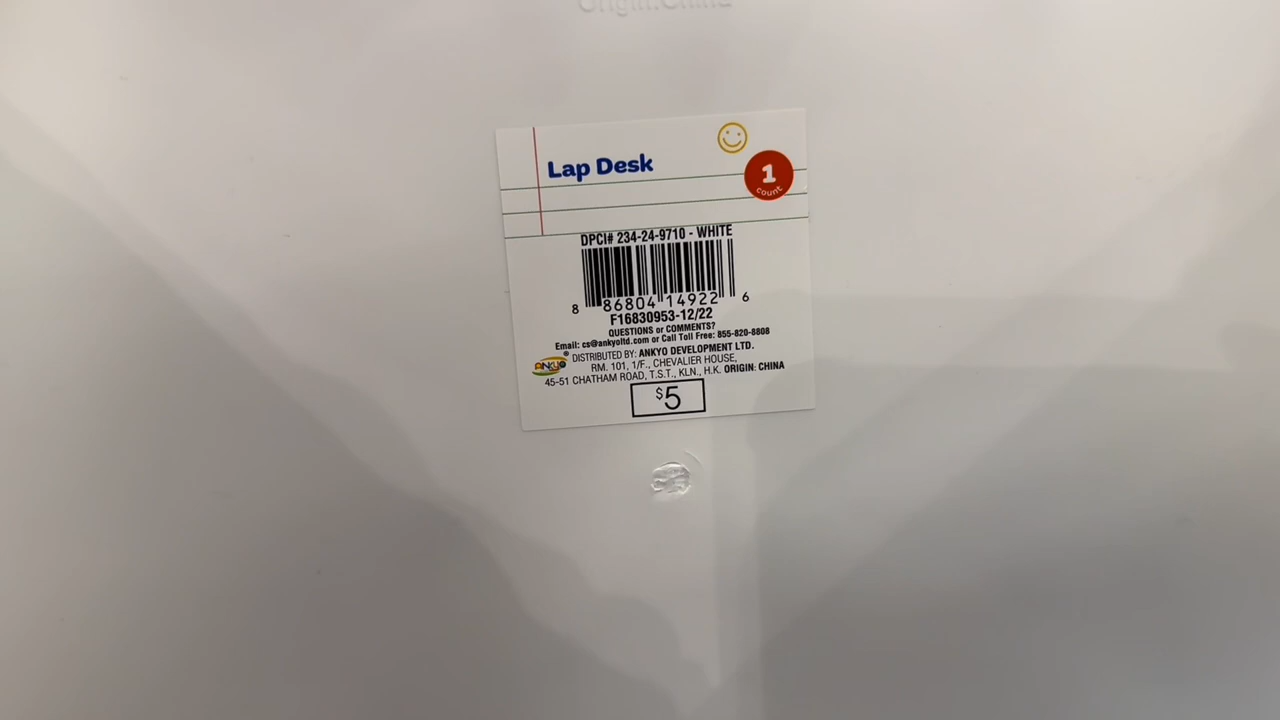 Origin:China
Lap Desk
1
count
DPCI# 234-24-9710 - WHITE
8 86804 14922 6
F16830953-12/22
QUESTIONS or COMMENTS?
Email: cs@ankyoltd.com or Call Toll Free: 855-820-8808
ANKYO® DISTRIBUTED BY: ANKYO DEVELOPMENT LTD.
RM. 101, 1/F., CHEVALIER HOUSE,
45-51 CHATHAM ROAD, T.S.T., KLN., H.K. ORIGIN: CHINA
$5